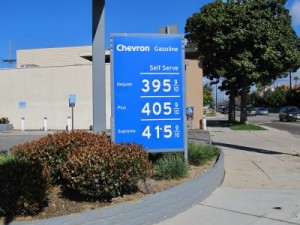 Chevron Gasoline
Self Serve
Regular 395 9/10
Plus 405 9/10
Supreme 415 9/10